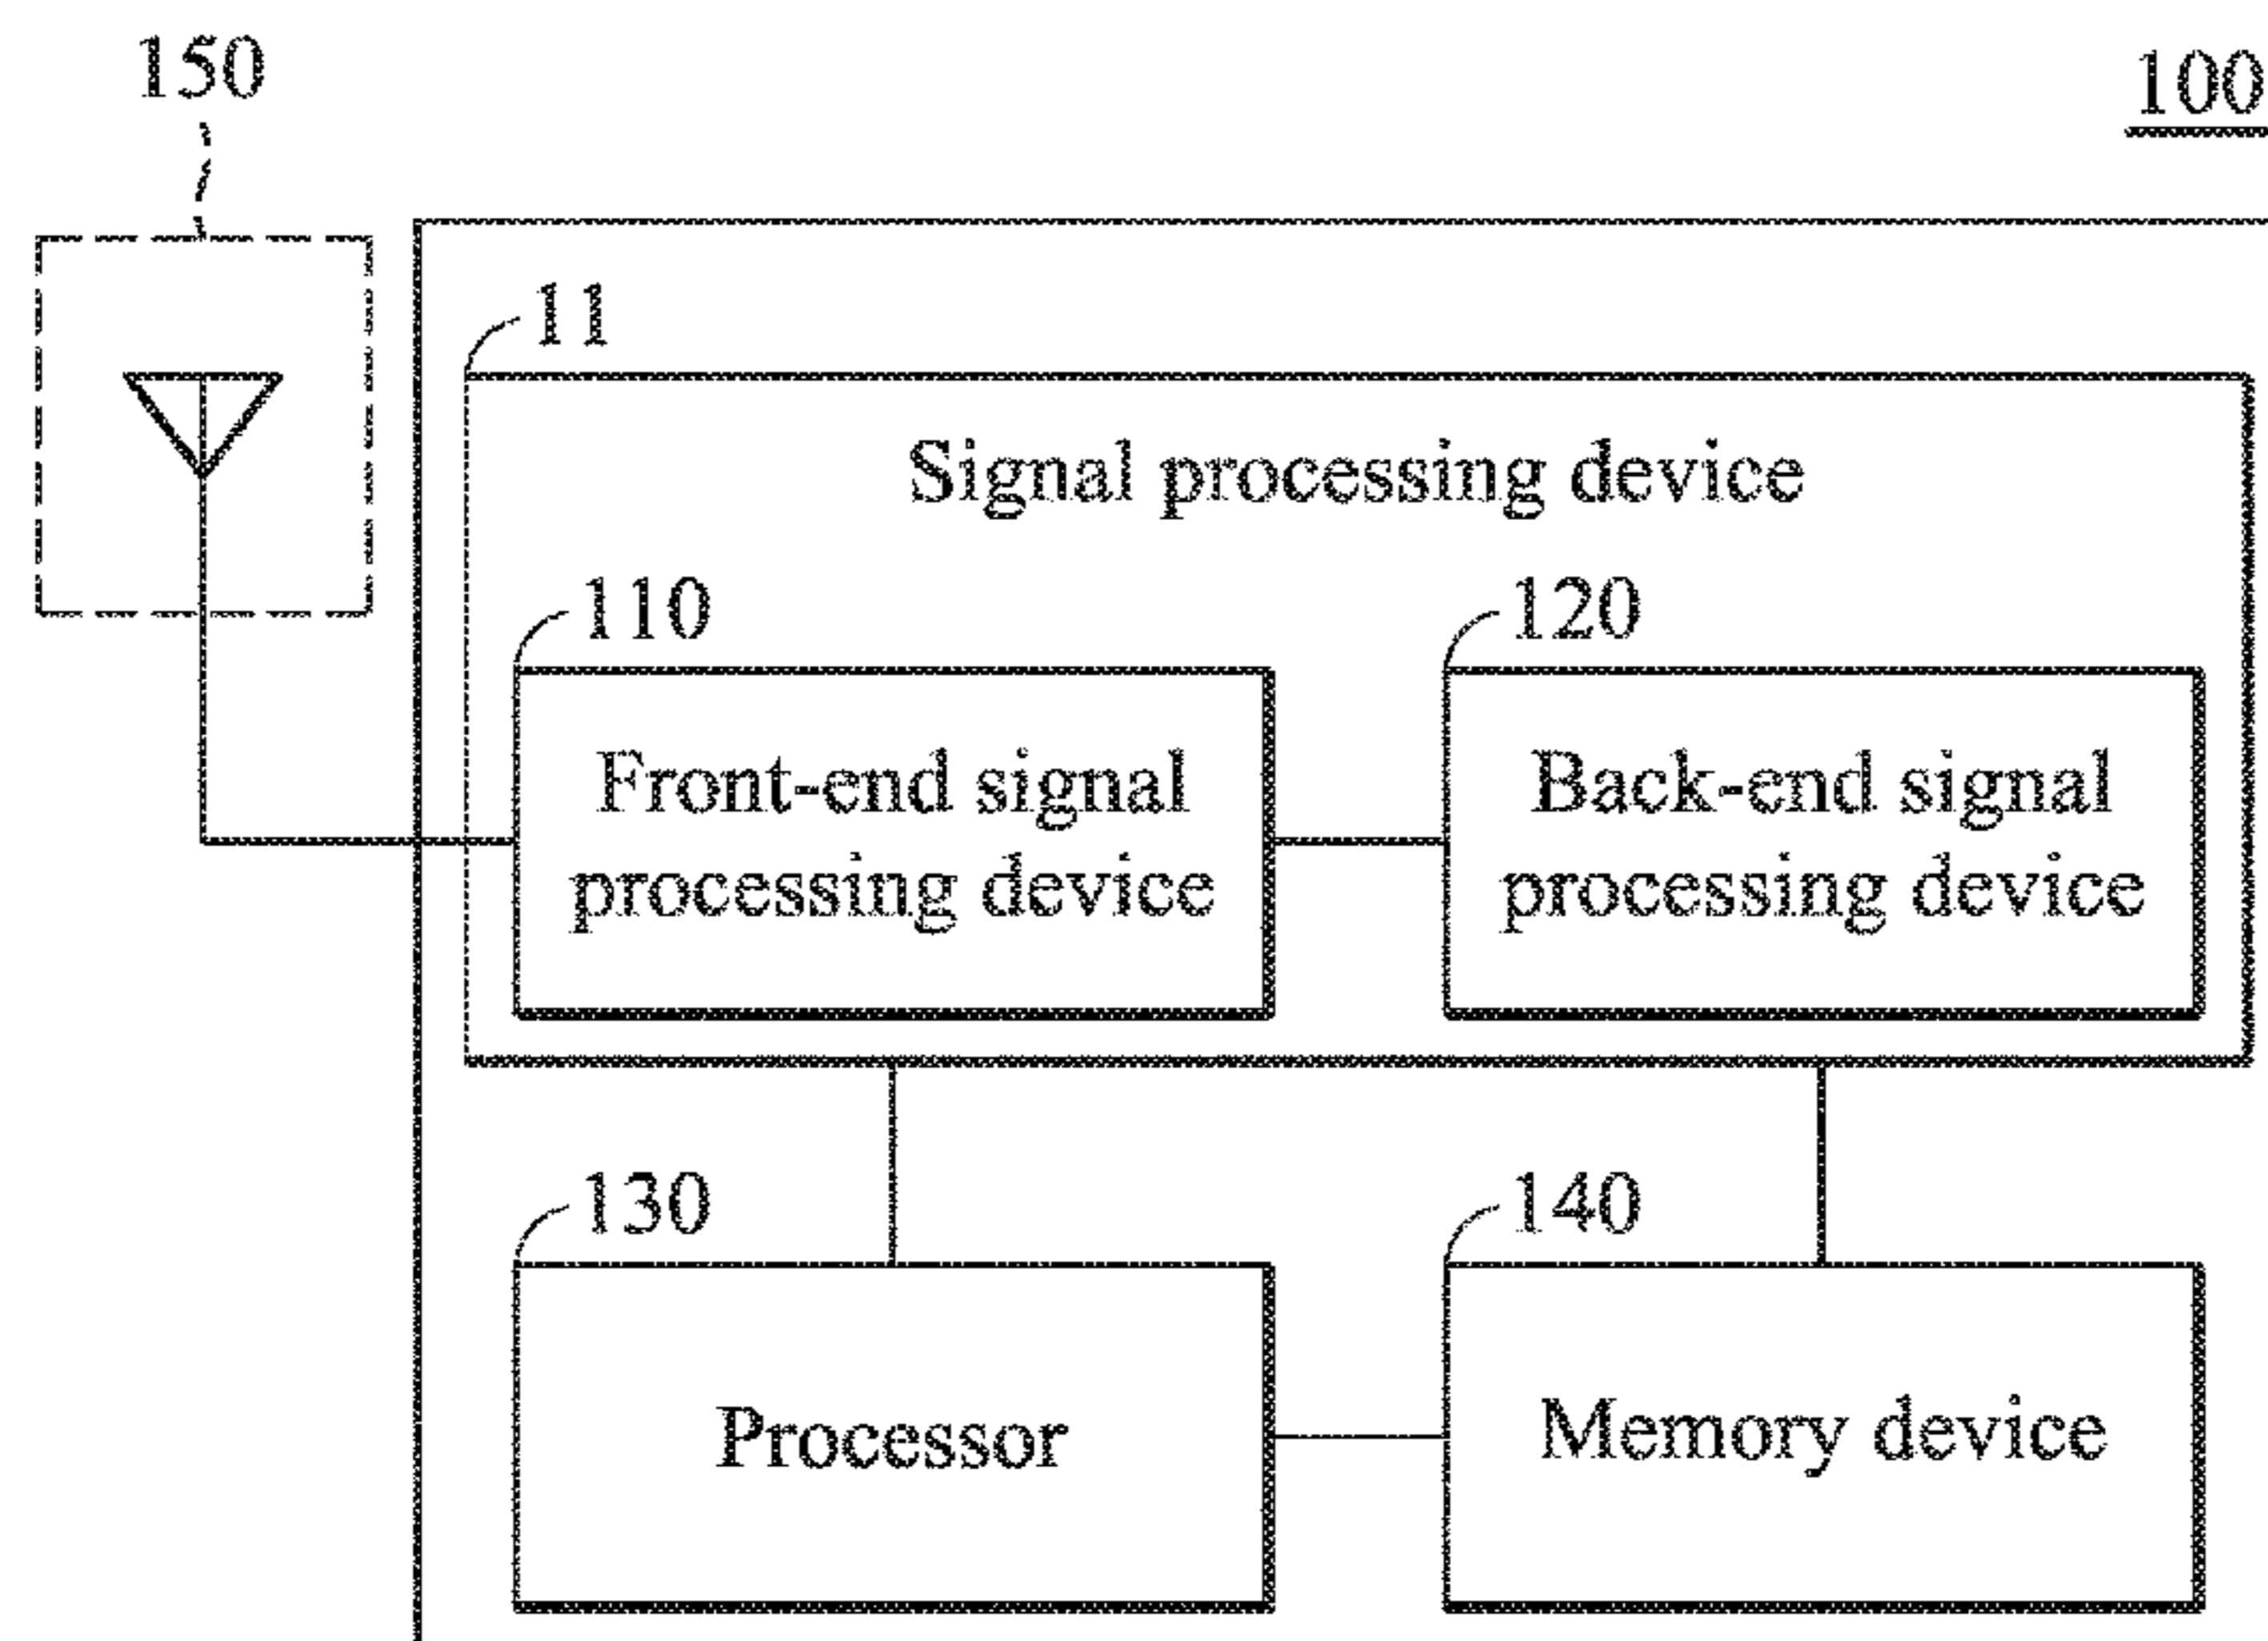 150
100
11
Signal processing device
110
120
Front-end signal
processing device
Back-end signal
processing device
130
140
Processor
Memory device